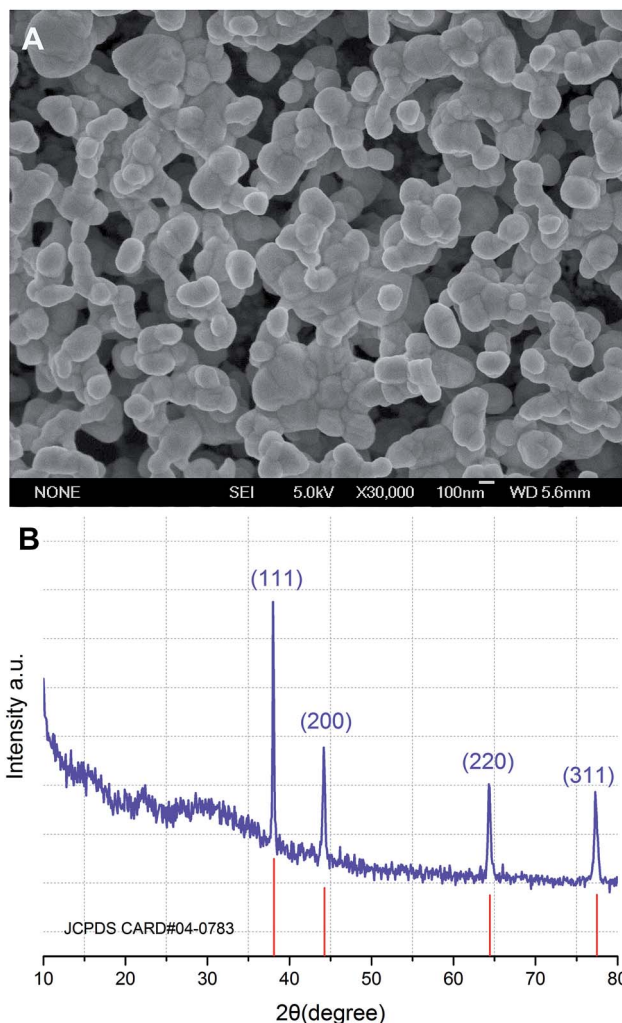 A
NONE SEI 5.0kV X30,000 100nm WD 5.6mm
B
(111)
(200)
(220) (311)
Intensity a.u.
JCPDS CARD#04-0783
10 20 30 40 50 60 70 80
2θ(degree)